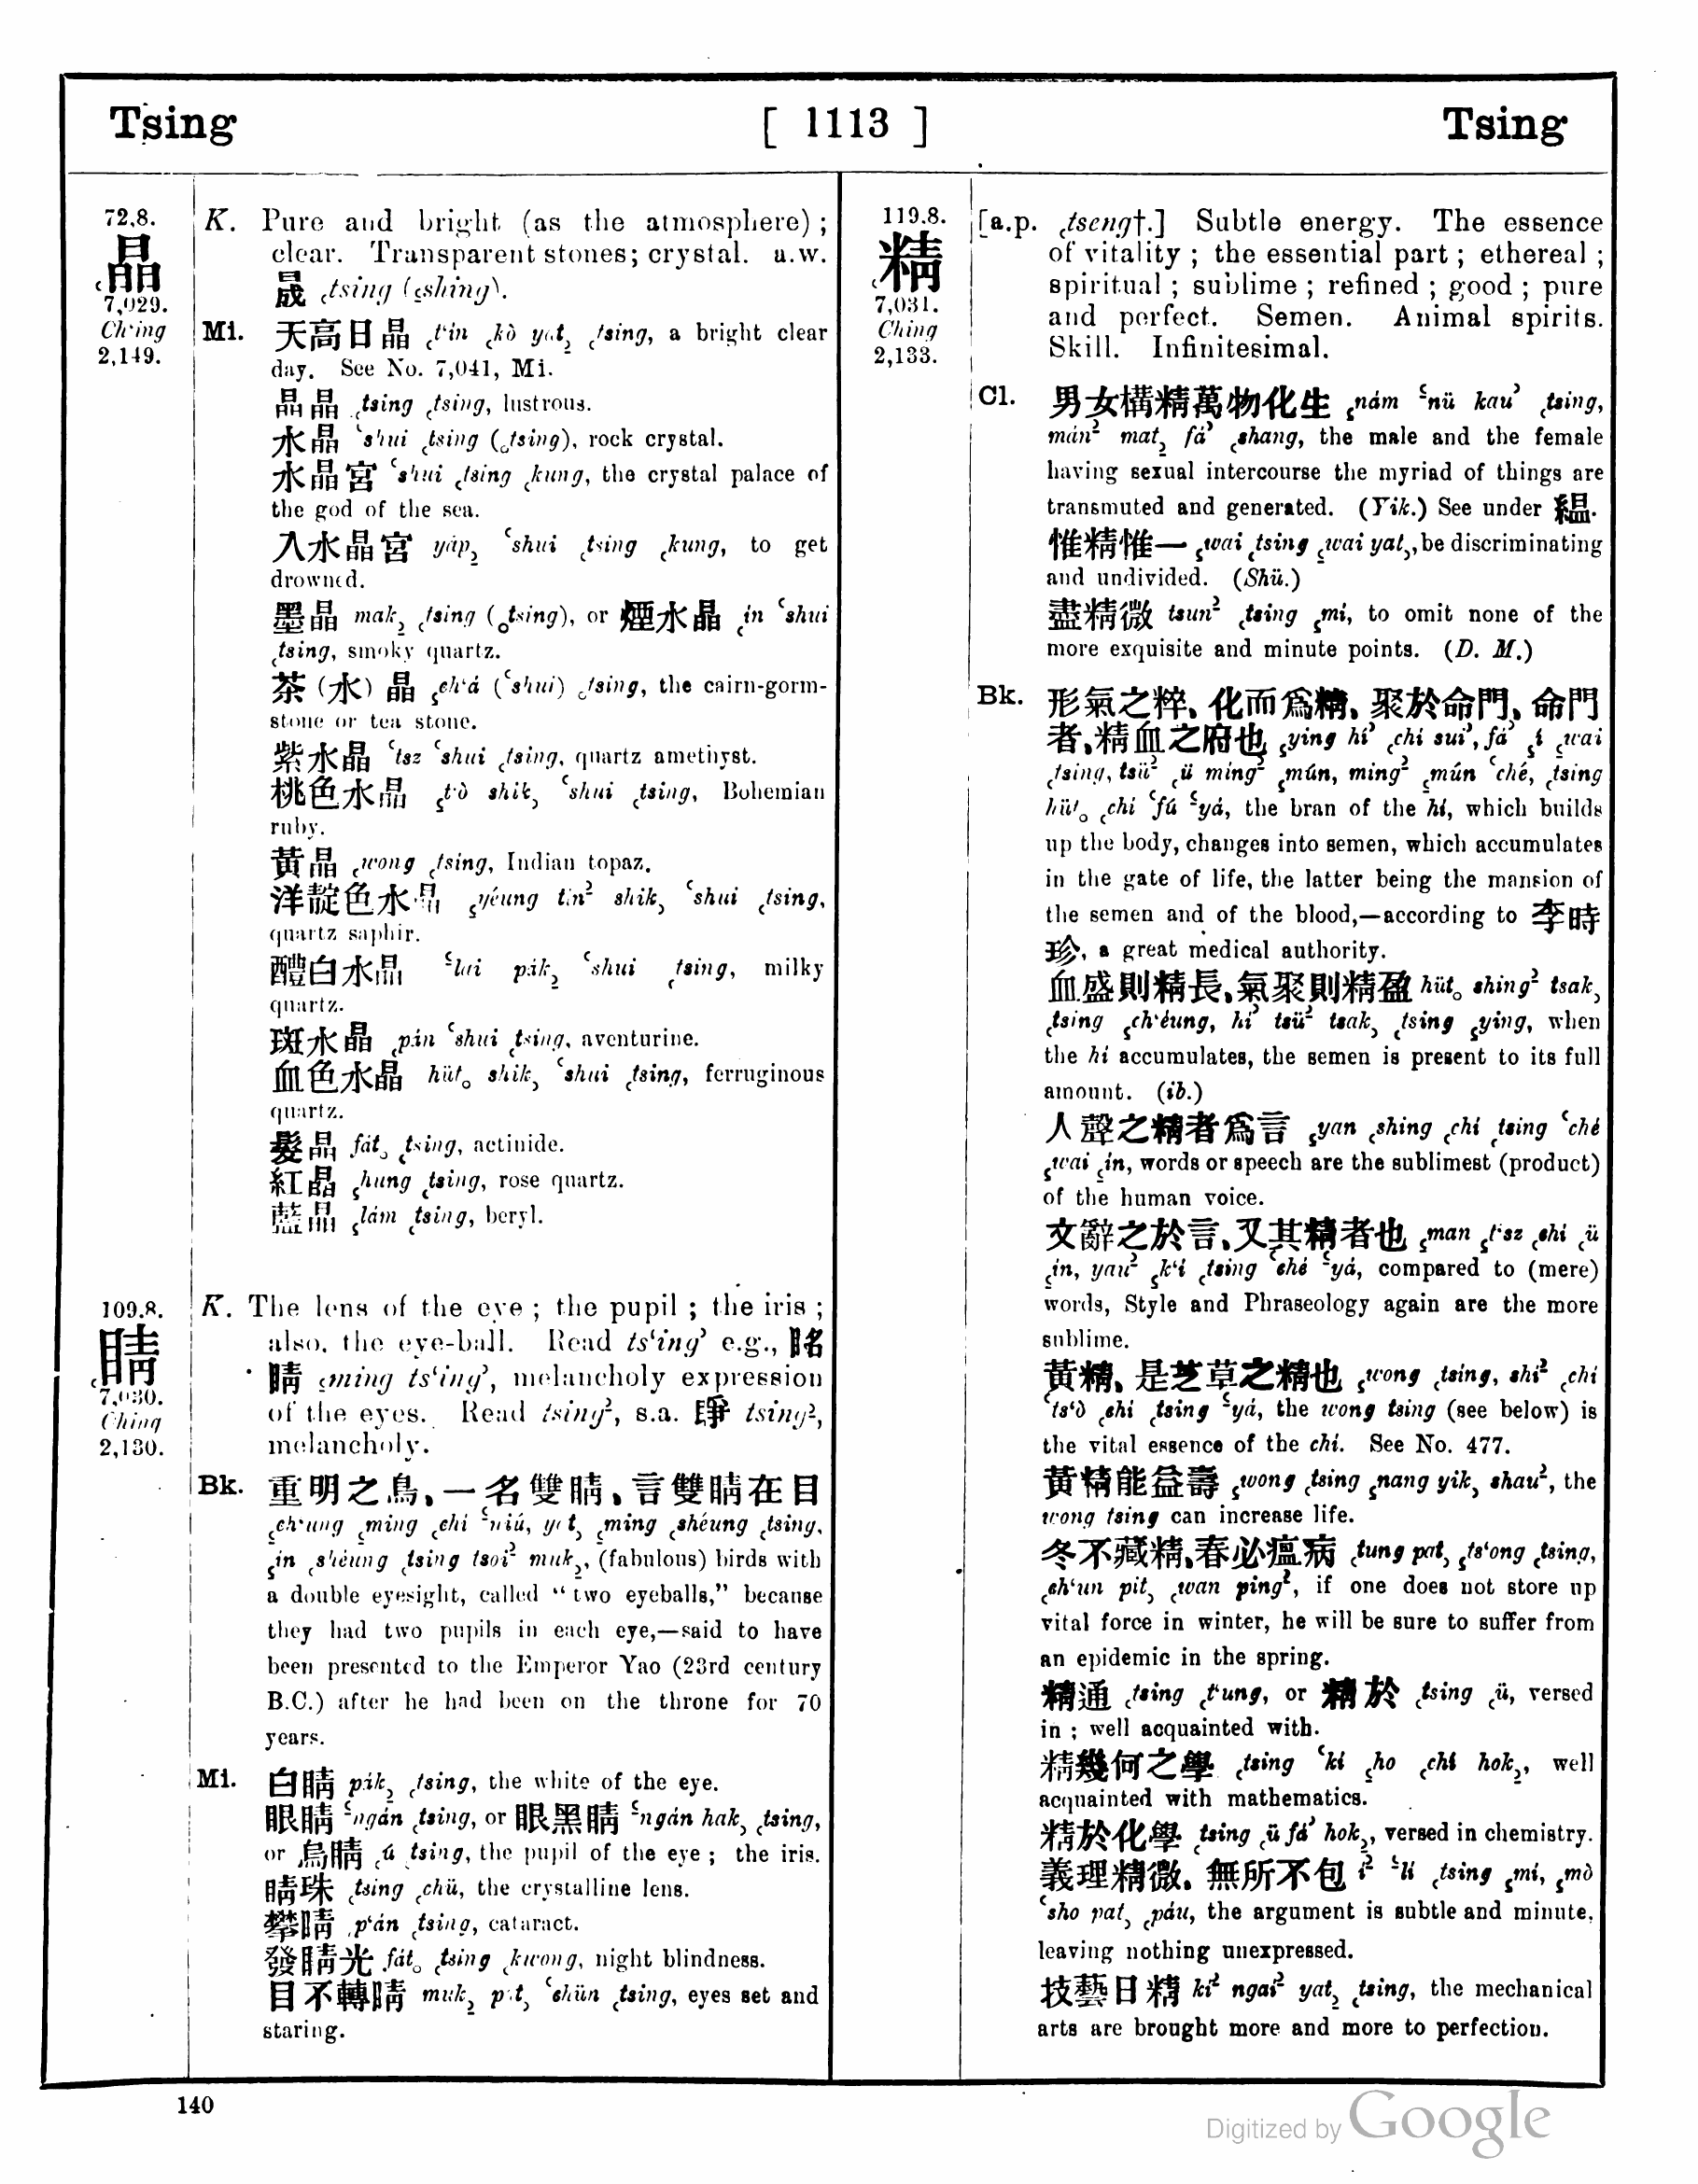 Tsing [ 1113 ] Tsing
72,8.
晶
7,029.
Ch'ing
2,149.
K. Pure and bright (as the atmosphere) ;
clear. Transparent stones; crystal. u.w.
晟 ꜀tsing (꜁shing).
Mi. 天高日晶 ꜀t‘in ꜀kò yat꜇ ꜀tsing, a bright clear
day. See No. 7,041, Mi.
晶晶 ꜀tsing ꜀tsing, lustrous.
水晶 ꜂shui ꜀tsing (꜀tsing), rock crystal.
水晶宮 ꜂shui ꜀tsing ꜀kung, the crystal palace of
the god of the sea.
入水晶宮 yáp꜇ ꜂shui ꜀tsing ꜀kung, to get
drowned.
墨晶 mak꜇ ꜀tsing (꜀tsing), or 煙水晶 ꜀in ꜂shui
꜀tsing, smoky quartz.
茶（水）晶 ꜁ch‘á (꜂shui) ꜀tsing, the cairn-gorm-
stone or tea stone.
紫水晶 ꜂tsz ꜂shui ꜀tsing, quartz amethyst.
桃色水晶 ꜁t‘ò shik꜆ ꜂shui ꜀tsing, Bohemian
ruby.
黃晶 ꜁wong ꜀tsing, Indian topaz.
洋靛色水晶 ꜁yéung tin² shik꜆ ꜂shui ꜀tsing,
quartz saphir.
醴白水晶 ꜃lai pák꜇ ꜂shui ꜀tsing, milky
quartz.
斑水晶 ꜀pán ꜂shui ꜀tsing, aventurine.
血色水晶 hüt˳ shik꜆ ꜂shui ꜀tsing, ferruginous
quartz.
髮晶 fát˳ ꜀tsing, actinide.
紅晶 ꜁hung ꜀tsing, rose quartz.
藍晶 ꜁lám ꜀tsing, beryl.
109.8.
睛
7,030.
Ching
2,130.
K. The lens of the eye ; the pupil ; the iris ;
also, the eye-ball. Read ts‘ing꜄ e.g., 眳
睛 ꜁ming ts‘ing꜄, melancholy expression
of the eyes. Read tsing², s.a. 睜 tsing²,
melancholy.
Bk. 重明之鳥、一名雙睛、言雙睛在目
꜁ch‘ung ꜁ming ꜀chí ꜃niú, yat꜆ ꜁ming ꜀shéung ꜀tsing,
꜁ín ꜀shéung ꜀tsing tsoi² muk꜇, (fabulous) birds with
a double eyesight, called “two eyeballs,” because
they had two pupils in each eye,—said to have
been presented to the Emperor Yao (23rd century
B.C.) after he had been on the throne for 70
years.
Mi. 白睛 pák꜇ ꜀tsing, the white of the eye.
眼睛 ꜃ngán ꜀tsing, or 眼黑睛 ꜃ngán hak꜆ ꜀tsing,
or 烏睛 ꜀ú ꜀tsing, the pupil of the eye ; the iris.
睛珠 ꜀tsing ꜀chü, the crystalline lens.
攀睛 ꜀p‘án ꜀tsing, cataract.
發睛光 fát˳ ꜀tsing ꜀kwong, night blindness.
目不轉睛 muk꜇ pat꜆ ꜂chün ꜀tsing, eyes set and
staring.
119.8.
精
7,031.
Ching
2,133.
[a.p. ꜀tseng†.] Subtle energy. The essence
of vitality ; the essential part ; ethereal ;
spiritual ; sublime ; refined ; good ; pure
and perfect. Semen. Animal spirits.
Skill. Infinitesimal.
Cl. 男女構精萬物化生 ꜁nám ꜃nü kau꜄ ꜀tsing,
mán² mat꜇ fá꜄ ꜀shang, the male and the female
having sexual intercourse the myriad of things are
transmuted and generated. (Yik.) See under 縕.
惟精惟一 ꜁wai ꜀tsing ꜁wai yat꜆, be discriminating
and undivided. (Shü.)
盡精微 tsun² ꜀tsing ꜁mí, to omit none of the
more exquisite and minute points. (D. M.)
Bk. 形氣之粹、化而爲精、聚於命門、命門
者、精血之府也 ꜁ying hí꜄ ꜀chí sui꜄, fá꜄ ꜁í ꜁wai
꜀tsing, tsü² ꜀ü ming² ꜁mún, ming² ꜁mún ꜂ché, ꜀tsing
hüt˳ ꜀chí ꜂fú ꜃yá, the bran of the hí, which builds
up the body, changes into semen, which accumulates
in the gate of life, the latter being the mansion of
the semen and of the blood,—according to 李時
珍, a great medical authority.
血盛則精長、氣聚則精盈 hüt˳ shing² tsak꜆
꜀tsing ꜁ch‘éung, hí꜄ tsü² tsak꜆ ꜀tsing ꜁ying, when
the hí accumulates, the semen is present to its full
amount. (ib.)
人聲之精者爲言 ꜁yan ꜀shing ꜀chí ꜀tsing ꜂ché
꜁wai ꜁ín, words or speech are the sublimest (product)
of the human voice.
文辭之於言、又其精者也 ꜁man ꜁t‘sz ꜀chí ꜀ü
꜁ín, yau² ꜁k‘í ꜀tsing ꜂ché ꜃yá, compared to (mere)
words, Style and Phraseology again are the more
sublime.
黃精、是芝草之精也 ꜁wong ꜀tsing, shí² ꜀chí
꜂ts‘ò ꜀chí ꜀tsing ꜃yá, the wong tsing (see below) is
the vital essence of the chí. See No. 477.
黃精能益壽 ꜁wong ꜀tsing ꜁nang yik꜆ shau², the
wong tsing can increase life.
冬不藏精、春必瘟病 ꜀tung pat꜆ ꜁ts‘ong ꜀tsing,
꜀ch‘un pit꜆ ꜀wan ping², if one does not store up
vital force in winter, he will be sure to suffer from
an epidemic in the spring.
精通 ꜀tsing ꜀t‘ung, or 精於 ꜀tsing ꜀ü, versed
in ; well acquainted with.
精幾何之學 ꜀tsing ꜂kí ꜁ho ꜀chí hok꜇, well
acquainted with mathematics.
精於化學 ꜀tsing ꜀ü fá꜄ hok꜇, versed in chemistry.
義理精微、無所不包 í² ꜃lí ꜀tsing ꜁mí, ꜁mò
꜂sho pat꜆ ꜀páu, the argument is subtle and minute,
leaving nothing unexpressed.
技藝日精 kí² ngai² yat꜇ ꜀tsing, the mechanical
arts are brought more and more to perfection.
140
Digitized by Google